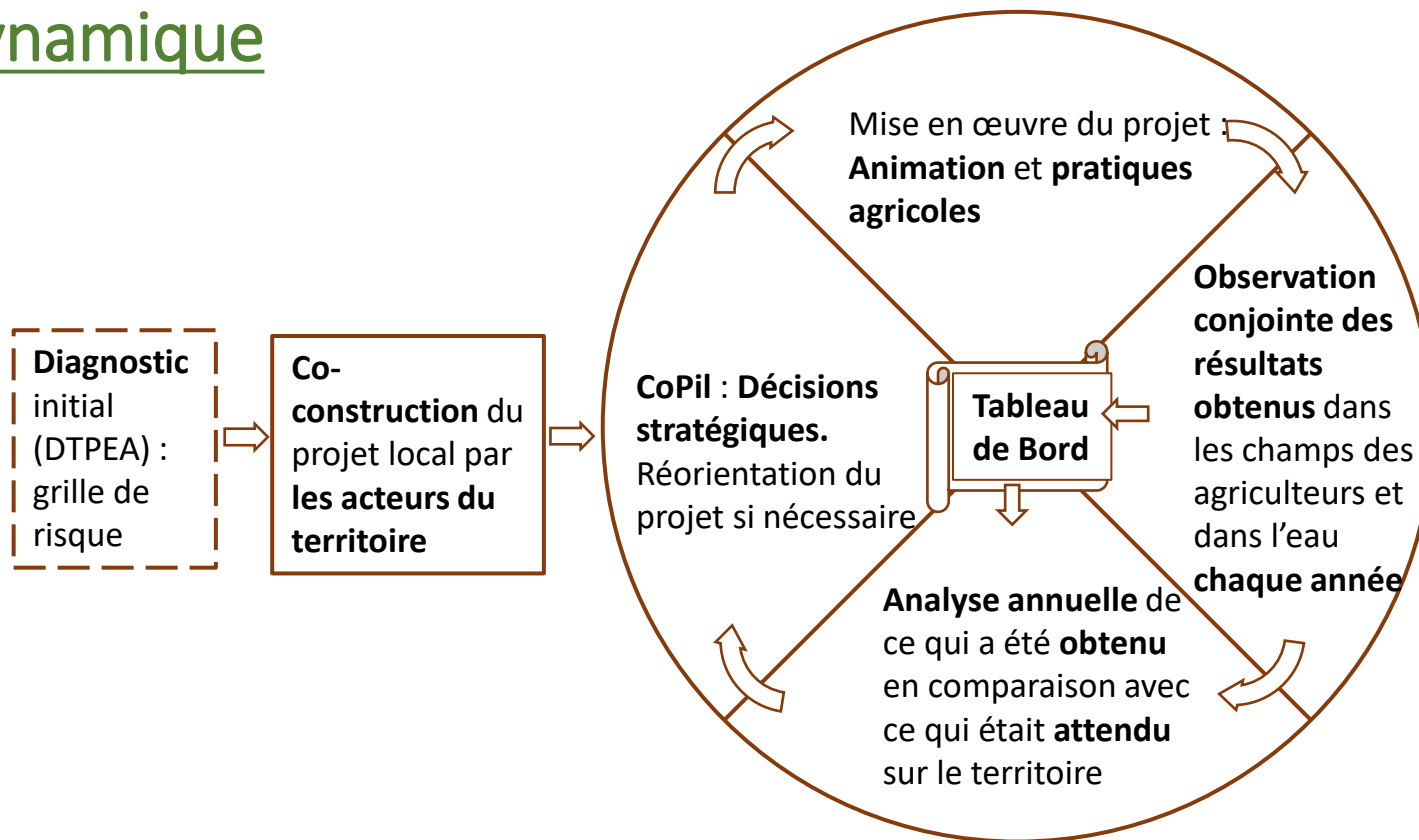 ynamique
Mise en œuvre du projet :
Animation et pratiques
agricoles
Diagnostic
initial
(DTPEA) :
grille de
risque
Co-
construction du
projet local par
les acteurs du
territoire
CoPil : Décisions
stratégiques.
Réorientation du
projet si nécessaire
Tableau
de Bord
Observation
conjointe des
résultats
obtenus dans
les champs des
agriculteurs et
dans l’eau
chaque année
Analyse annuelle de
ce qui a été obtenu
en comparaison avec
ce qui était attendu
sur le territoire